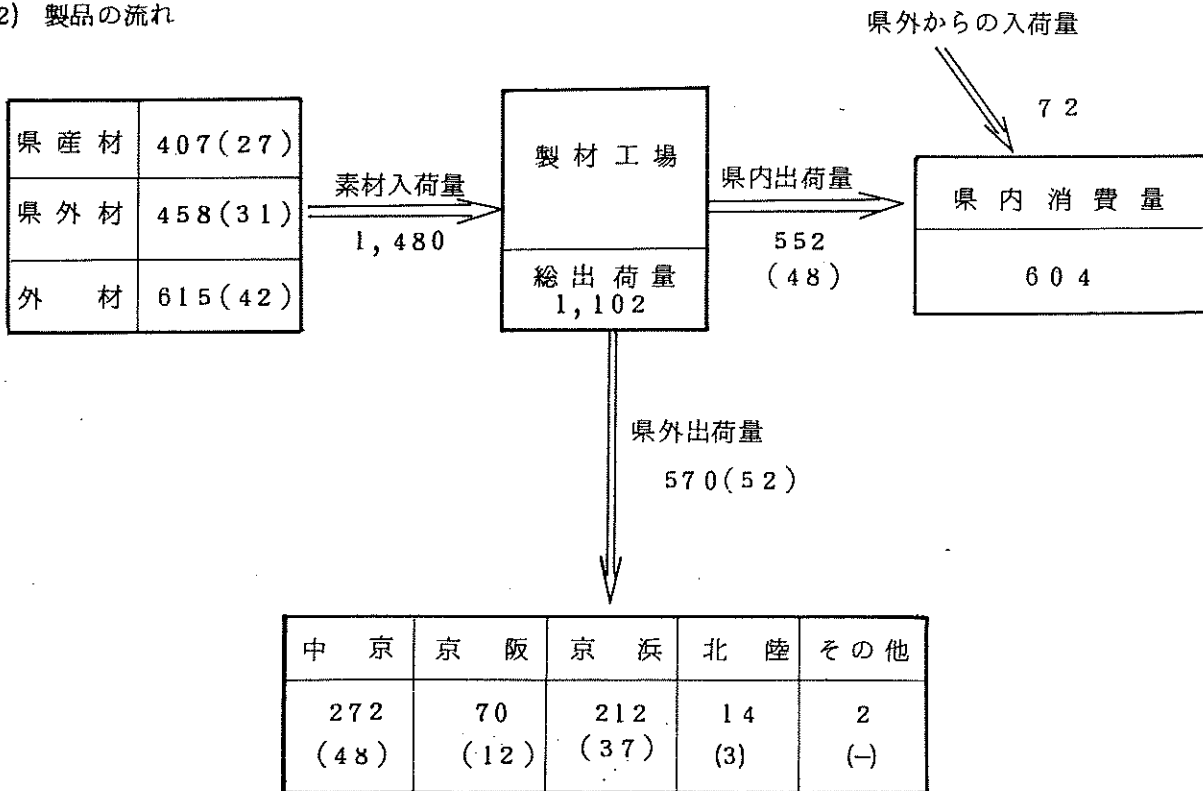 2) 製品の流れ
県外からの入荷量
72
県産材 407(27)
県外材 458(31)
外材 615(42)
素材入荷量
1,480
製材工場
総出荷量
1,102
県内出荷量
552
(48)
県内消費量
604
県外出荷量
570(52)
中京 京阪 京浜 北陸 その他
272 70 212 14 2
(48) (12) (37) (3) (-)